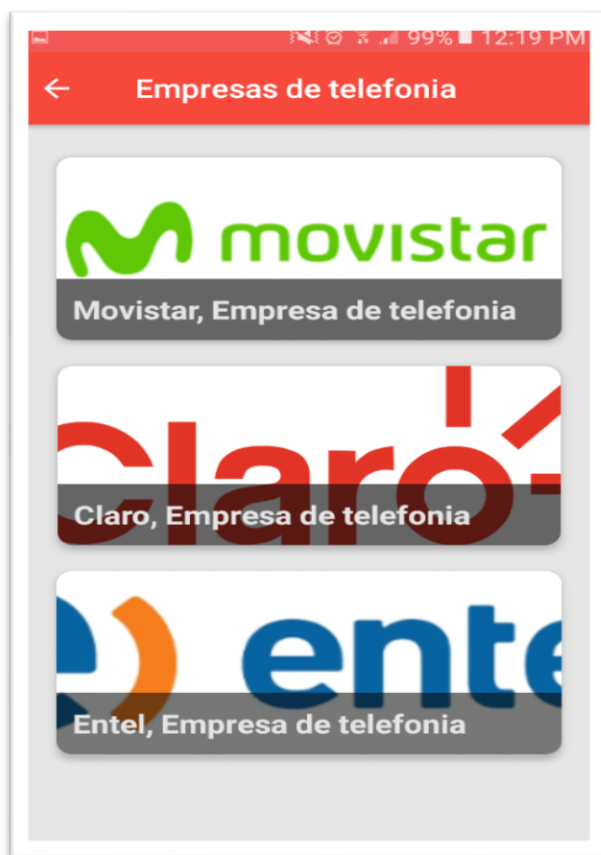 99% 12:19 PM
Empresas de telefonia
movistar
Movistar, Empresa de telefonia
Claro
Claro, Empresa de telefonia
ente
Entel, Empresa de telefonia